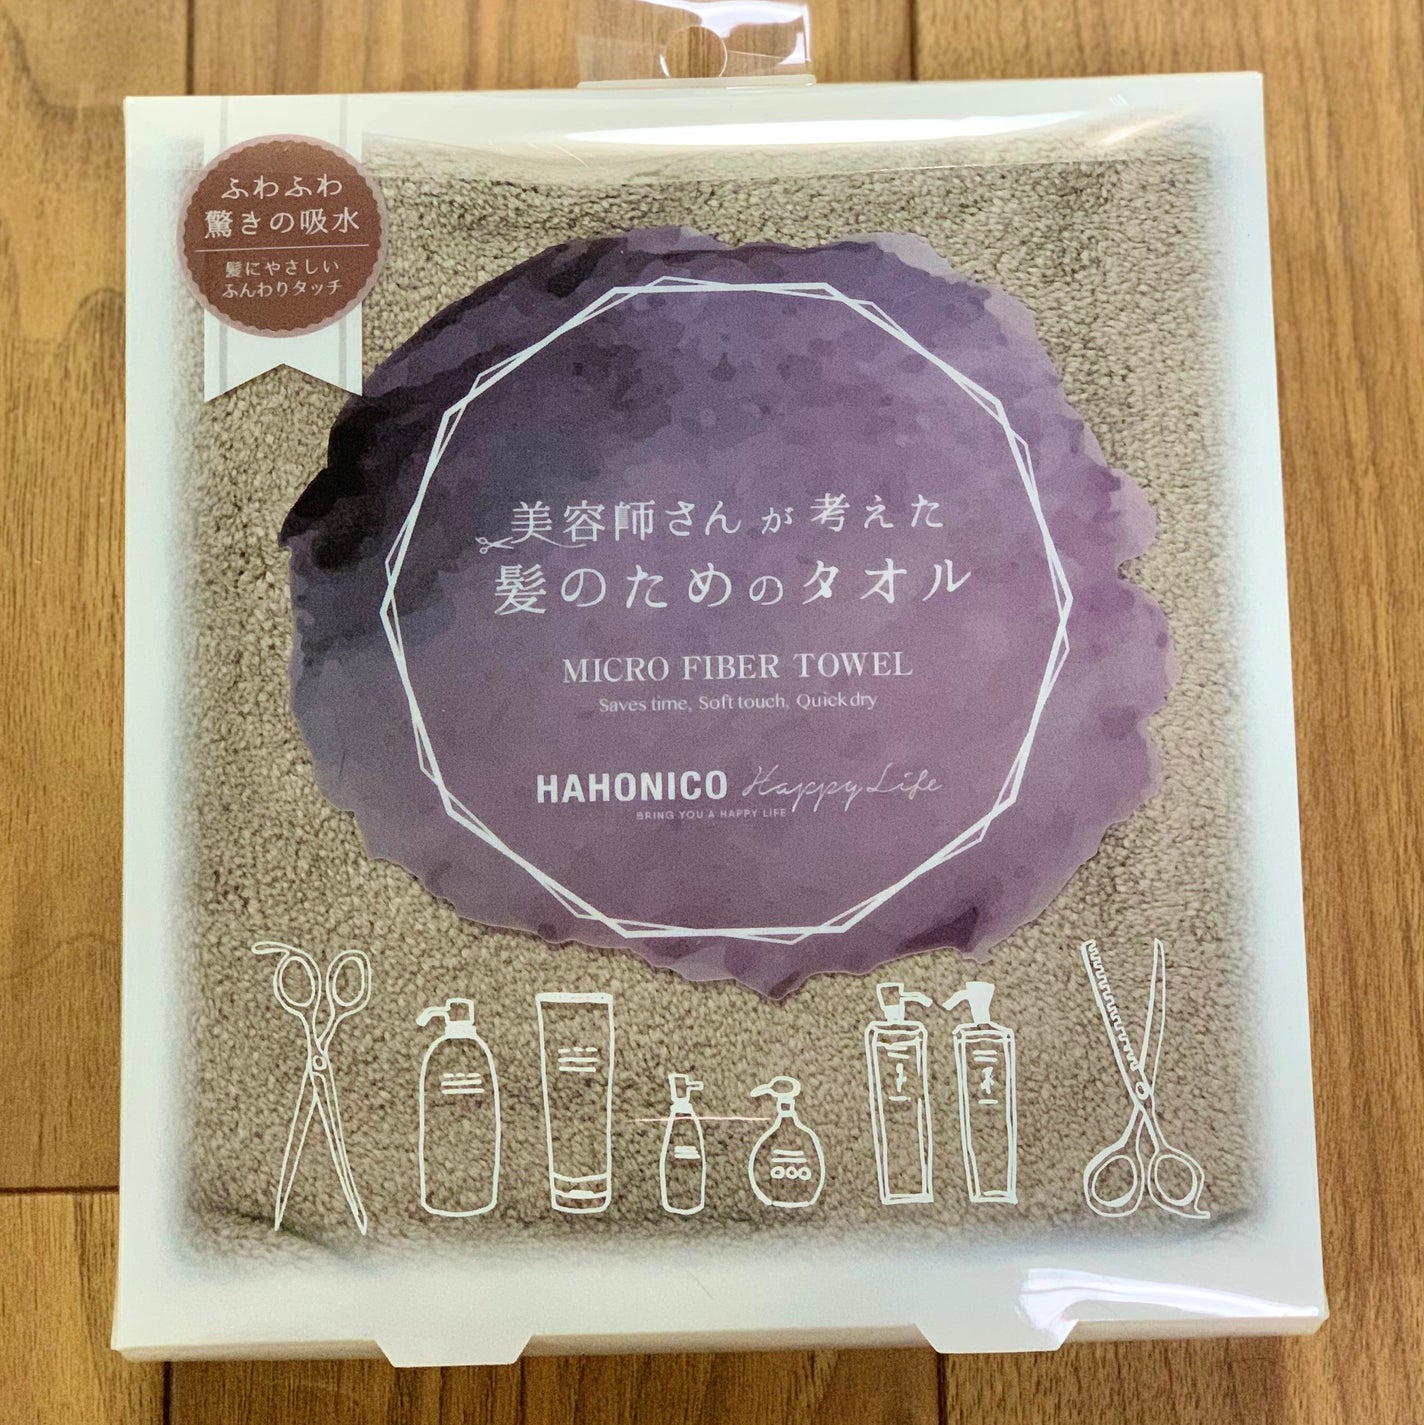 ふわふわ
驚きの吸水
髪にやさしい
ふんわりタッチ
美容師さんが考えた
髪のためのタオル
MICRO FIBER TOWEL
Saves time, Soft touch, Quick dry
HAHONICO Happy Life
BRING YOU A HAPPY LIFE